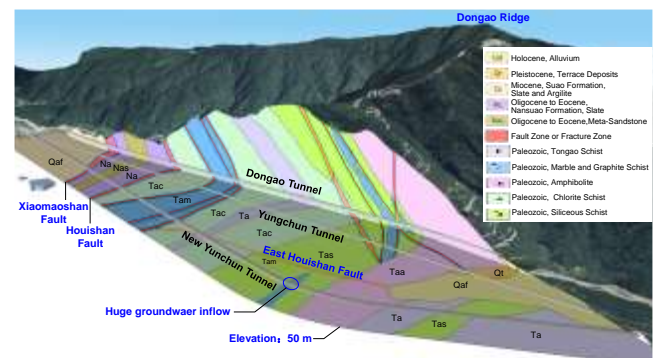 Dongao Ridge
Holocene, Alluvium
Pleistocene, Terrace Deposits
Miocene, Suao Formation,
Slate and Argilite
Oligocene to Eocene,
Nansuao Formation, Slate
Oligocene to Eocene,Meta-Sandstone
Fault Zone or Fracture Zone
Paleozoic, Tongao Schist
Paleozoic, Marble and Graphite Schist
Paleozoic, Amphibolite
Paleozoic, Chlorite Schist
Paleozoic, Siliceous Schist
Qaf
Na
Nas
Na
Tac
Tam
Dongao Tunnel
Xiaomaoshan
Fault
Houishan
Fault
Tac
Ta
Yungchun Tunnel
Tac
Tas
New Yunchun Tunnel
Tam
East Houishan Fault
Taa
Qt
Qaf
Huge groundwaer inflow
Elevation：50 m
Ta
Tas
Ta